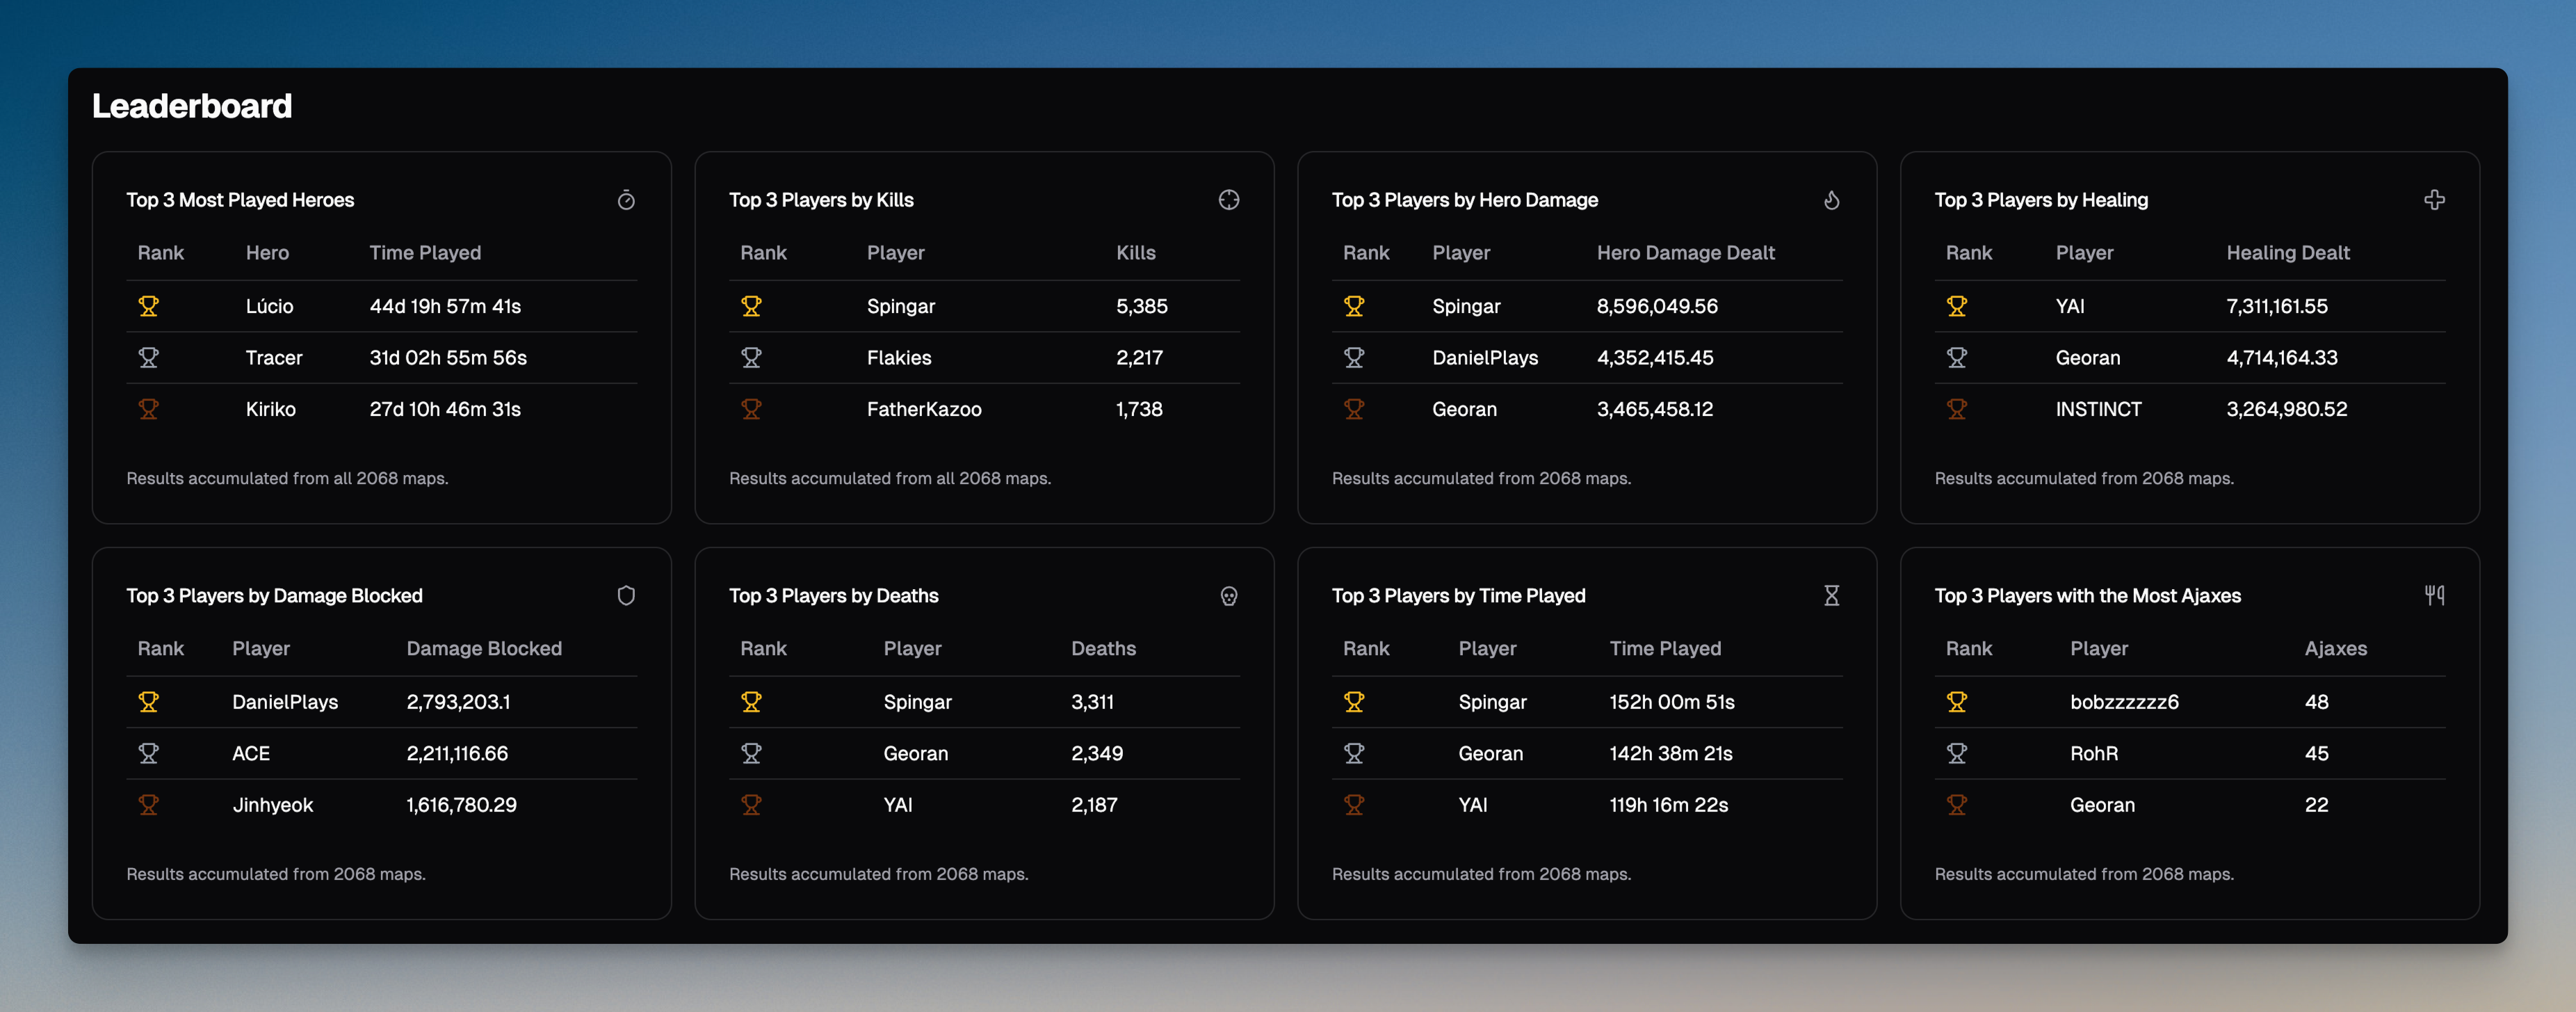 Leaderboard
Top 3 Most Played Heroes
Rank Hero Time Played
Lúcio 44d 19h 57m 41s
Tracer 31d 02h 55m 56s
Kiriko 27d 10h 46m 31s
Results accumulated from all 2068 maps.
Top 3 Players by Kills
Rank Player Kills
Spingar 5,385
Flakies 2,217
FatherKazoo 1,738
Results accumulated from all 2068 maps.
Top 3 Players by Hero Damage
Rank Player Hero Damage Dealt
Spingar 8,596,049.56
DanielPlays 4,352,415.45
Georan 3,465,458.12
Results accumulated from 2068 maps.
Top 3 Players by Healing
Rank Player Healing Dealt
YAI 7,311,161.55
Georan 4,714,164.33
INSTINCT 3,264,980.52
Results accumulated from 2068 maps.
Top 3 Players by Damage Blocked
Rank Player Damage Blocked
DanielPlays 2,793,203.1
ACE 2,211,116.66
Jinhyeok 1,616,780.29
Results accumulated from 2068 maps.
Top 3 Players by Deaths
Rank Player Deaths
Spingar 3,311
Georan 2,349
YAI 2,187
Results accumulated from 2068 maps.
Top 3 Players by Time Played
Rank Player Time Played
Spingar 152h 00m 51s
Georan 142h 38m 21s
YAI 119h 16m 22s
Results accumulated from 2068 maps.
Top 3 Players with the Most Ajaxes
Rank Player Ajaxes
bobzzzzzz6 48
RohR 45
Georan 22
Results accumulated from 2068 maps.